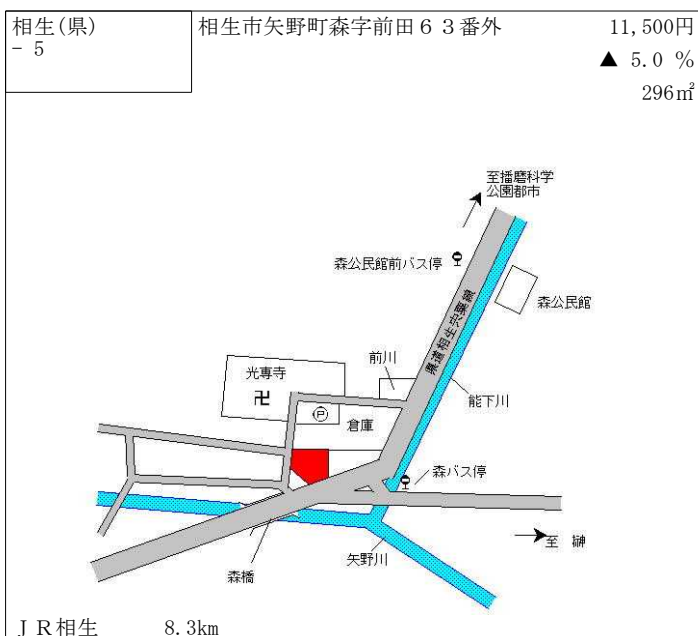 相生(県)
- 5
相生市矢野町森字前田６３番外
11,500円
▲ 5.0 %
296㎡
至播磨科学
公園都市
森公民館前バス停
森公民館
県道相生宍粟線
前川
光専寺
卍
P
倉庫
能下川
森バス停
至 榊
矢野川
森橋
ＪＲ相生 8.3km